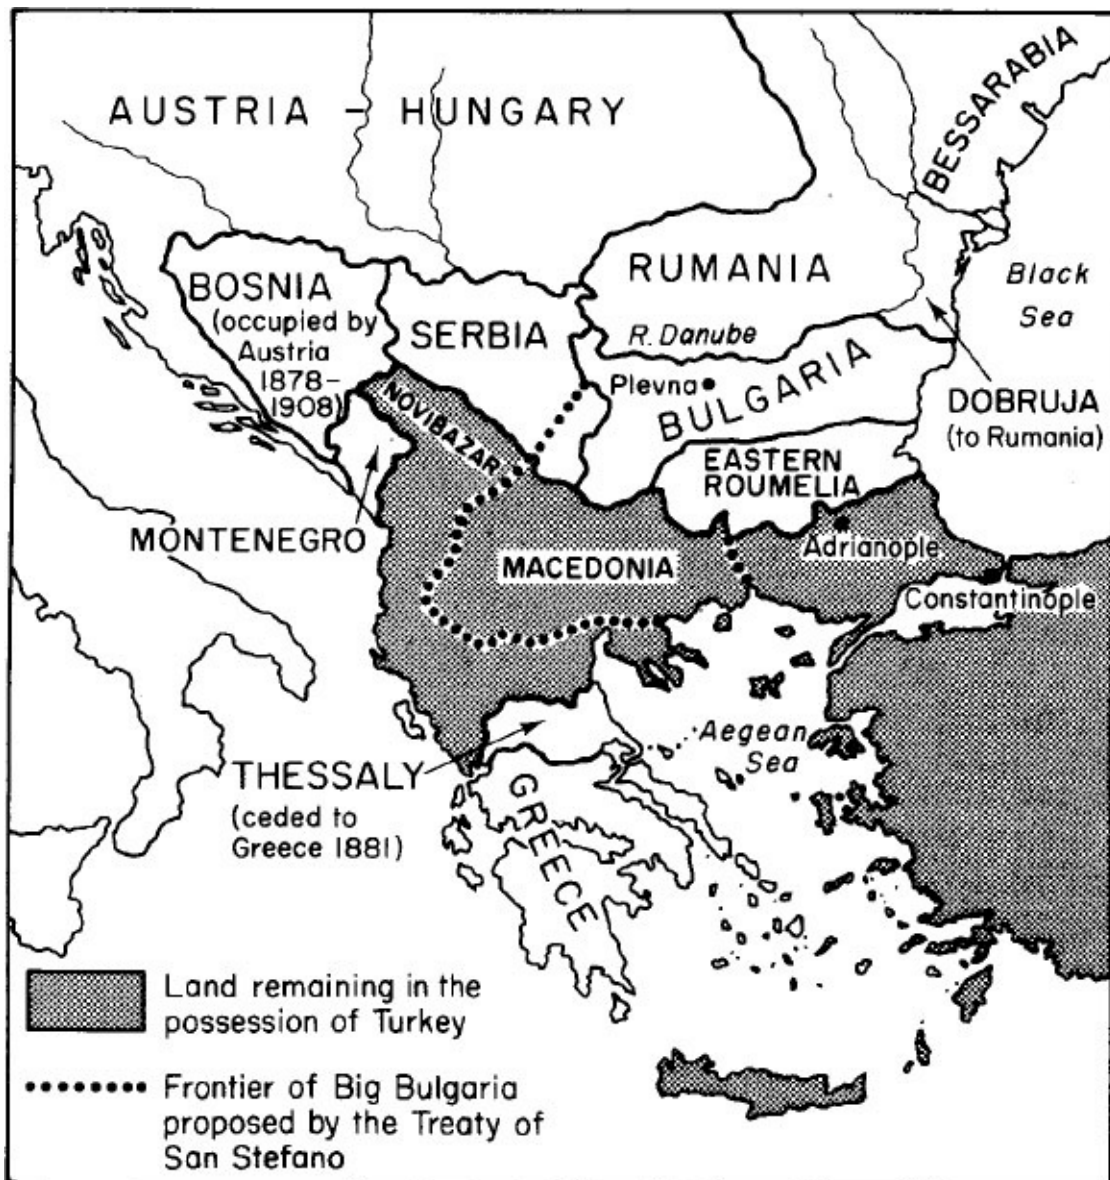 AUSTRIA - HUNGARY
BESSARABIA
RUMANIA
Black
Sea
BOSNIA
(occupied by
Austria
1878-
1908)
SERBIA
R. Danube
Plevna
BULGARIA
DOBRUJA
(to Rumania)
NOVIBAZAR
EASTERN
ROUMELIA
MONTENEGRO
MACEDONIA
Adrianople
Constantinople
Aegean
Sea
THESSALY
(ceded to
Greece 1881)
GREECE
Land remaining in the
possession of Turkey
Frontier of Big Bulgaria
proposed by the Treaty of
San Stefano